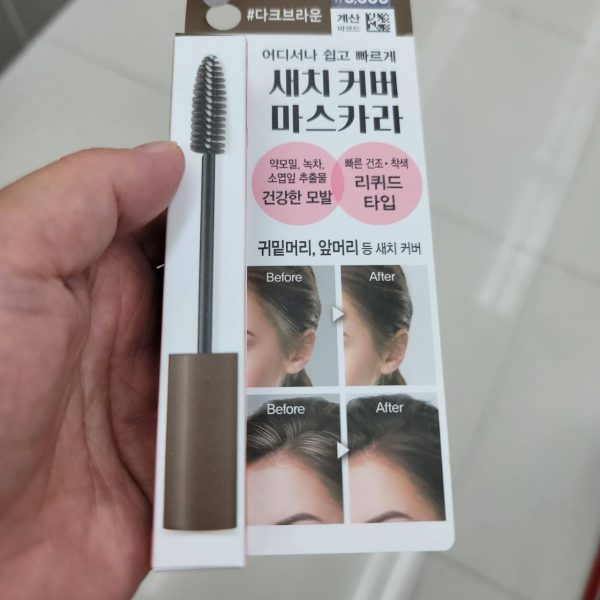 #다크브라운
계산
바코드
어디서나 쉽고 빠르게
새치 커버
마스카라
약모밀, 녹차,
소엽잎 추출물
건강한 모발
빠른 건조·착색
리퀴드
타입
귀밑머리, 앞머리 등 새치 커버
Before
After
Before
After